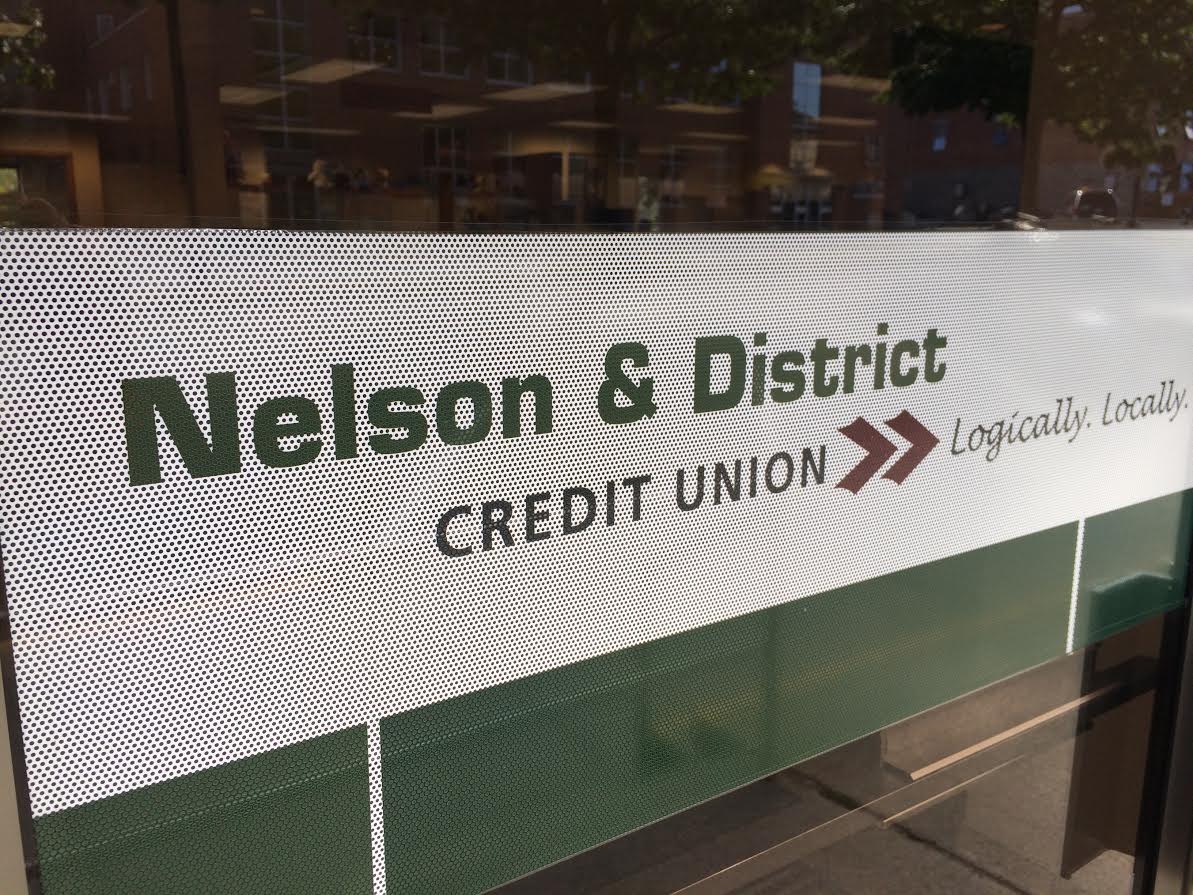 Nelson & District
CREDIT UNION
Logically. Locally.